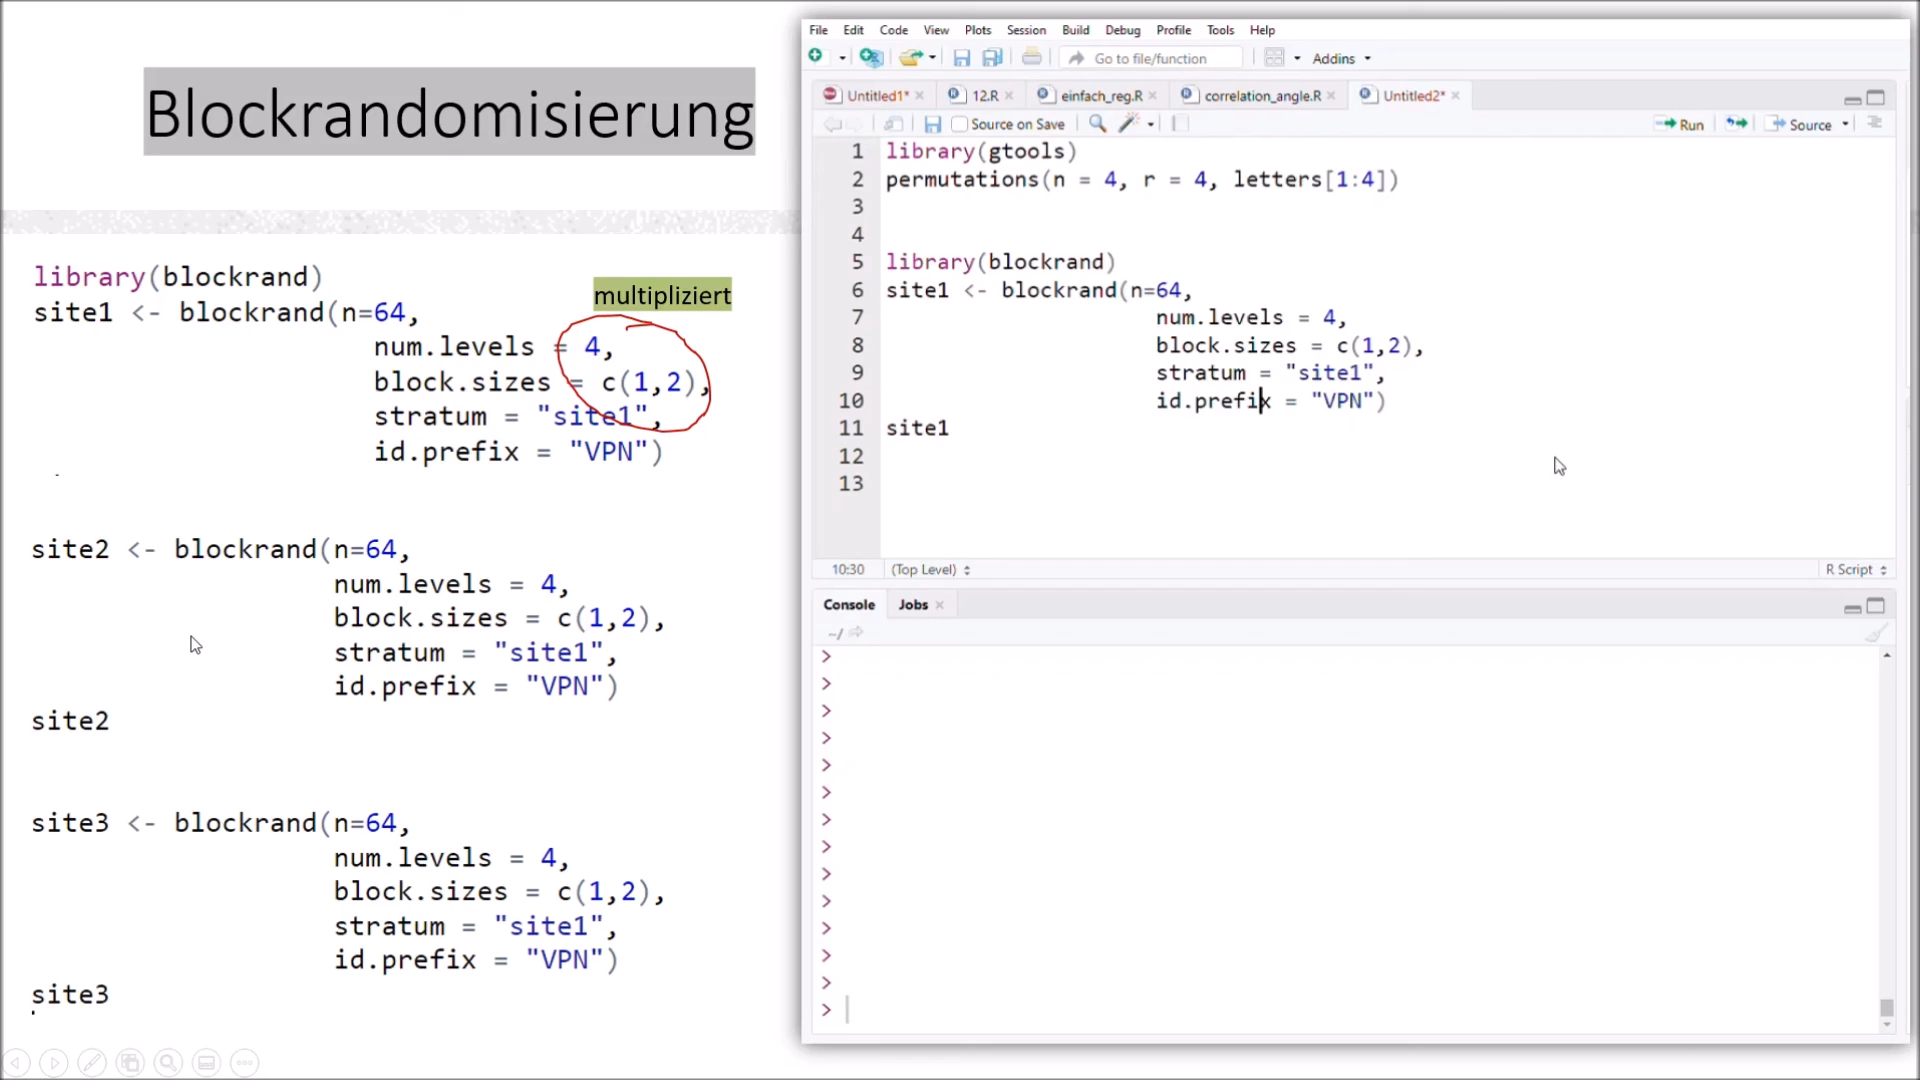 Blockrandomisierung
library(blockrand)
multipliziert
site1 <- blockrand(n=64,
num.levels = 4,
block.sizes = c(1,2),
stratum = "site1",
id.prefix = "VPN")
site2 <- blockrand(n=64,
num.levels = 4,
block.sizes = c(1,2),
stratum = "site1",
id.prefix = "VPN")
site2
site3 <- blockrand(n=64,
num.levels = 4,
block.sizes = c(1,2),
stratum = "site1",
id.prefix = "VPN")
site3
File Edit Code View Plots Session Build Debug Profile Tools Help
Go to file/function Addins
Untitled1* 12.R einfach_reg.R correlation_angle.R Untitled2*
Source on Save Run Source
1 library(gtools)
2 permutations(n = 4, r = 4, letters[1:4])
3
4
5 library(blockrand)
6 site1 <- blockrand(n=64,
7 num.levels = 4,
8 block.sizes = c(1,2),
9 stratum = "site1",
10 id.prefix = "VPN")
11 site1
12
13
10:30 (Top Level) R Script
Console Jobs
~/
>
>
>
>
>
>
>
>
>
>
>
>
>
>